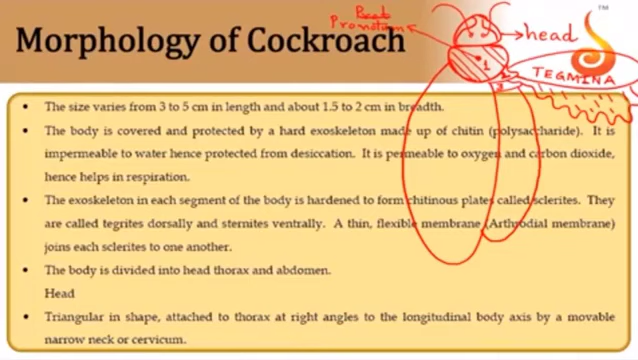 Morphology of Cockroach
Pronotum
head
TM
1
2
3
TEGMINA
The size varies from 3 to 5 cm in length and about 1.5 to 2 cm in breadth.
The body is covered and protected by a hard exoskeleton made up of chitin (polysaccharide). It is
impermeable to water hence protected from desiccation. It is permeable to oxygen and carbon dioxide,
hence helps in respiration.
The exoskeleton in each segment of the body is hardened to form chitinous plates called sclerites. They
are called tegrites dorsally and sternites ventrally. A thin, flexible membrane (Arthrodial membrane)
joins each sclerites to one another.
The body is divided into head thorax and abdomen.
Head
Triangular in shape, attached to thorax at right angles to the longitudinal body axis by a movable
narrow neck or cervicum.